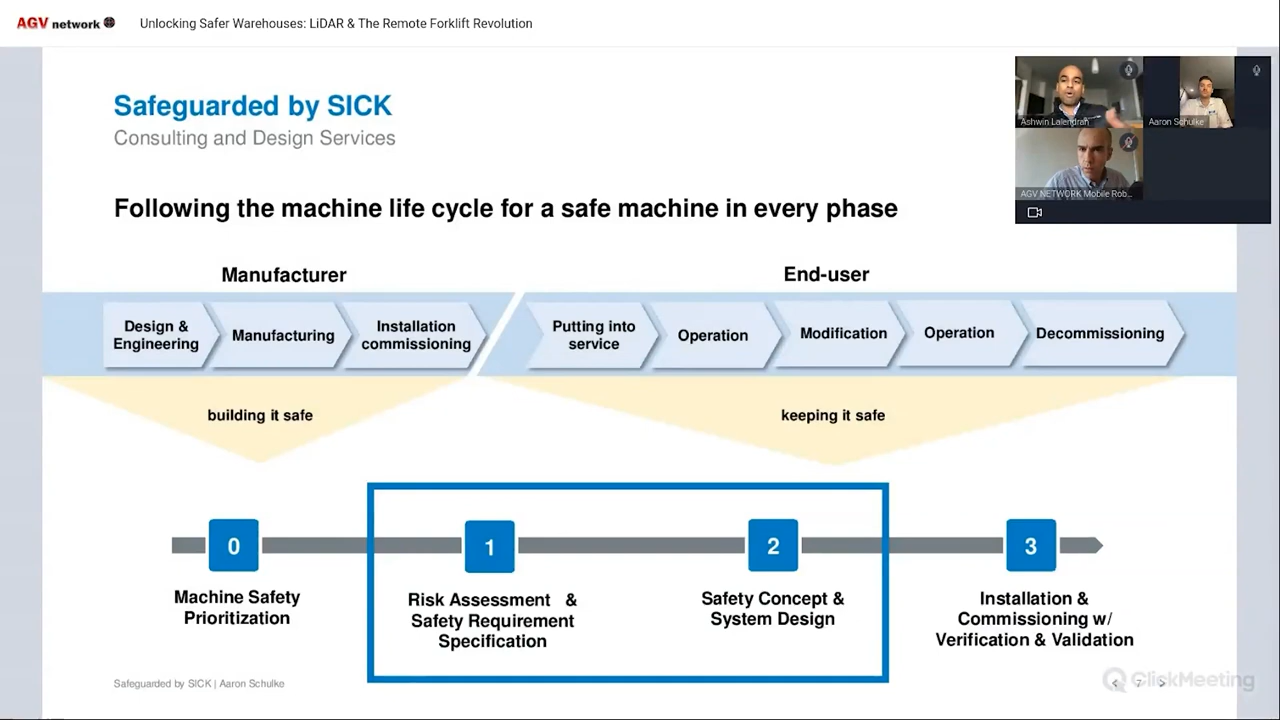 AGV network
Unlocking Safer Warehouses: LiDAR & The Remote Forklift Revolution
Safeguarded by SICK
Consulting and Design Services
Ashwin Lalendran
Aaron Schulke
AGV NETWORK Mobile Rob...
Following the machine life cycle for a safe machine in every phase
Manufacturer
End-user
Design &
Engineering
Manufacturing
Installation
commissioning
Putting into
service
Operation
Modification
Operation
Decommissioning
building it safe
keeping it safe
0
1
2
3
Machine Safety
Prioritization
Risk Assessment &
Safety Requirement
Specification
Safety Concept &
System Design
Installation &
Commissioning w/
Verification & Validation
Safeguarded by SICK | Aaron Schulke
ClickMeeting
< 7 >